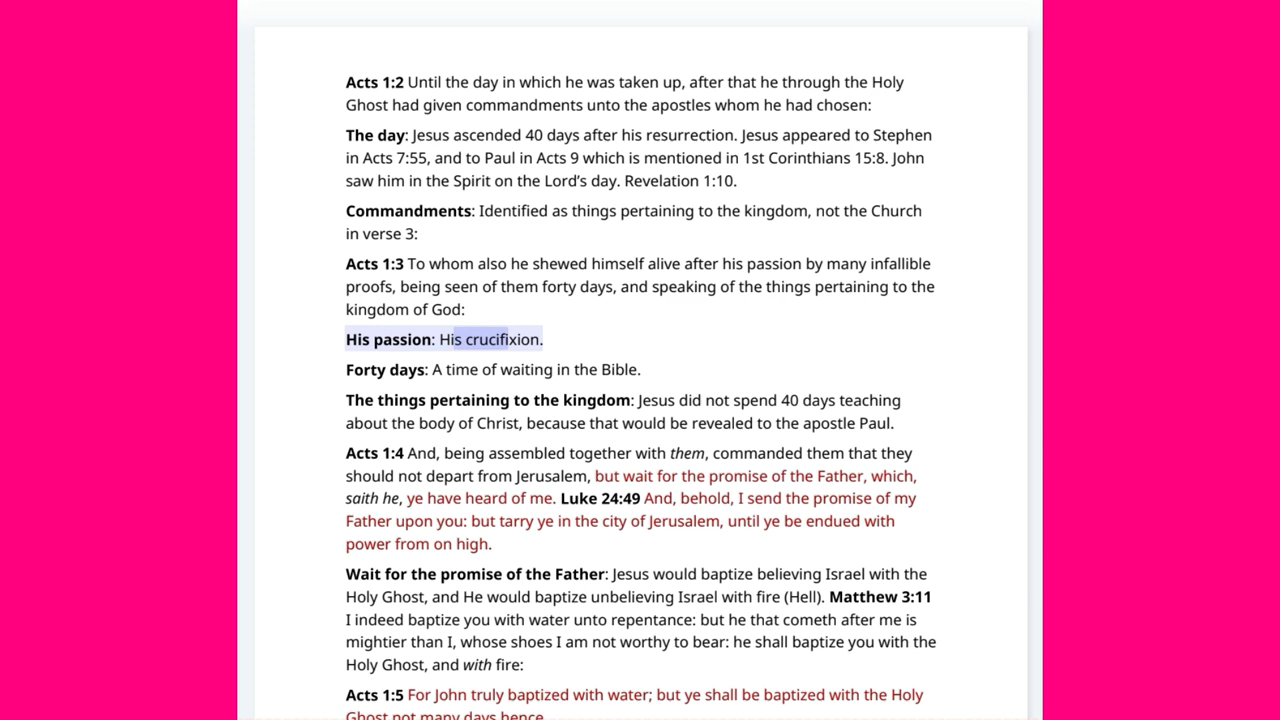 Acts 1:2 Until the day in which he was taken up, after that he through the Holy
Ghost had given commandments unto the apostles whom he had chosen:
The day: Jesus ascended 40 days after his resurrection. Jesus appeared to Stephen
in Acts 7:55, and to Paul in Acts 9 which is mentioned in 1st Corinthians 15:8. John
saw him in the Spirit on the Lord’s day. Revelation 1:10.
Commandments: Identified as things pertaining to the kingdom, not the Church
in verse 3:
Acts 1:3 To whom also he shewed himself alive after his passion by many infallible
proofs, being seen of them forty days, and speaking of the things pertaining to the
kingdom of God:
His passion: His crucifixion.
Forty days: A time of waiting in the Bible.
The things pertaining to the kingdom: Jesus did not spend 40 days teaching
about the body of Christ, because that would be revealed to the apostle Paul.
Acts 1:4 And, being assembled together with them, commanded them that they
should not depart from Jerusalem, but wait for the promise of the Father, which,
saith he, ye have heard of me. Luke 24:49 And, behold, I send the promise of my
Father upon you: but tarry ye in the city of Jerusalem, until ye be endued with
power from on high.
Wait for the promise of the Father: Jesus would baptize believing Israel with the
Holy Ghost, and He would baptize unbelieving Israel with fire (Hell). Matthew 3:11
I indeed baptize you with water unto repentance: but he that cometh after me is
mightier than I, whose shoes I am not worthy to bear: he shall baptize you with the
Holy Ghost, and with fire:
Acts 1:5 For John truly baptized with water; but ye shall be baptized with the Holy
Ghost not many days hence